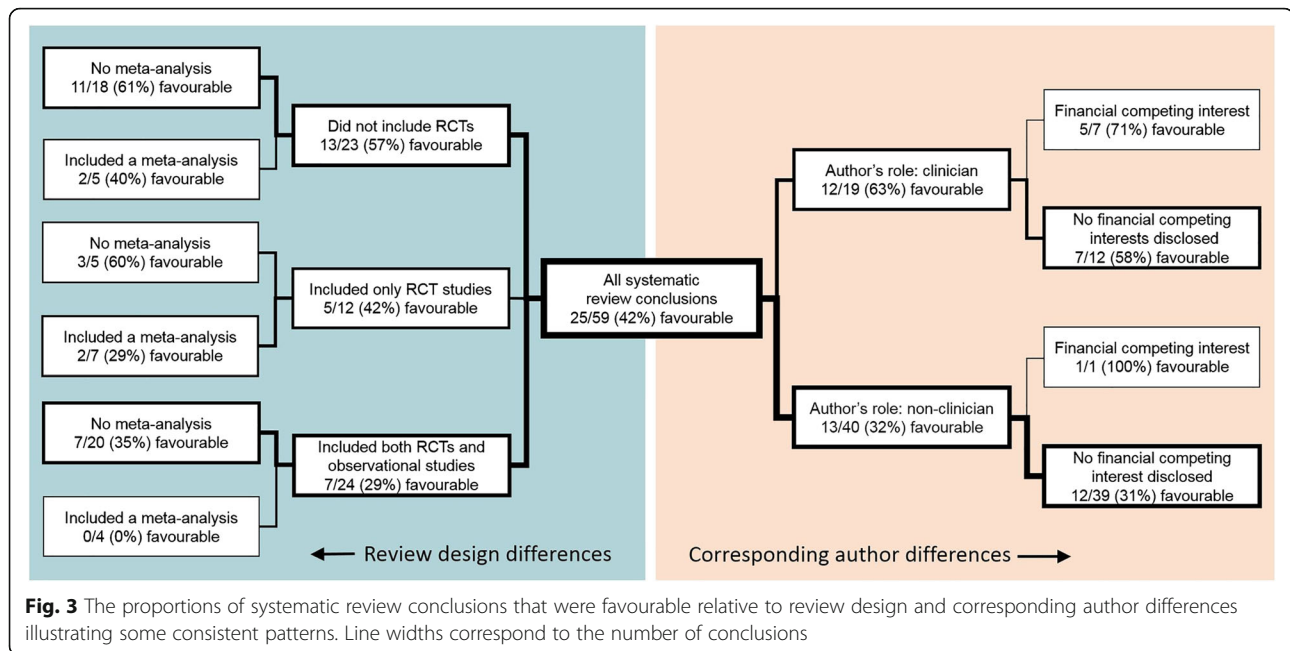 No meta-analysis
11/18 (61%) favourable
Included a meta-analysis
2/5 (40%) favourable
No meta-analysis
3/5 (60%) favourable
Included a meta-analysis
2/7 (29%) favourable
No meta-analysis
7/20 (35%) favourable
Included a meta-analysis
0/4 (0%) favourable
Did not include RCTs
13/23 (57%) favourable
Included only RCT studies
5/12 (42%) favourable
Included both RCTs and
observational studies
7/24 (29%) favourable
All systematic
review conclusions
25/59 (42%) favourable
Author's role: clinician
12/19 (63%) favourable
Author's role: non-clinician
13/40 (32%) favourable
Financial competing interest
5/7 (71%) favourable
No financial competing
interests disclosed
7/12 (58%) favourable
Financial competing interest
1/1 (100%) favourable
No financial competing
interest disclosed
12/39 (31%) favourable
← Review design differences
Corresponding author differences →
Fig. 3 The proportions of systematic review conclusions that were favourable relative to review design and corresponding author differences
illustrating some consistent patterns. Line widths correspond to the number of conclusions